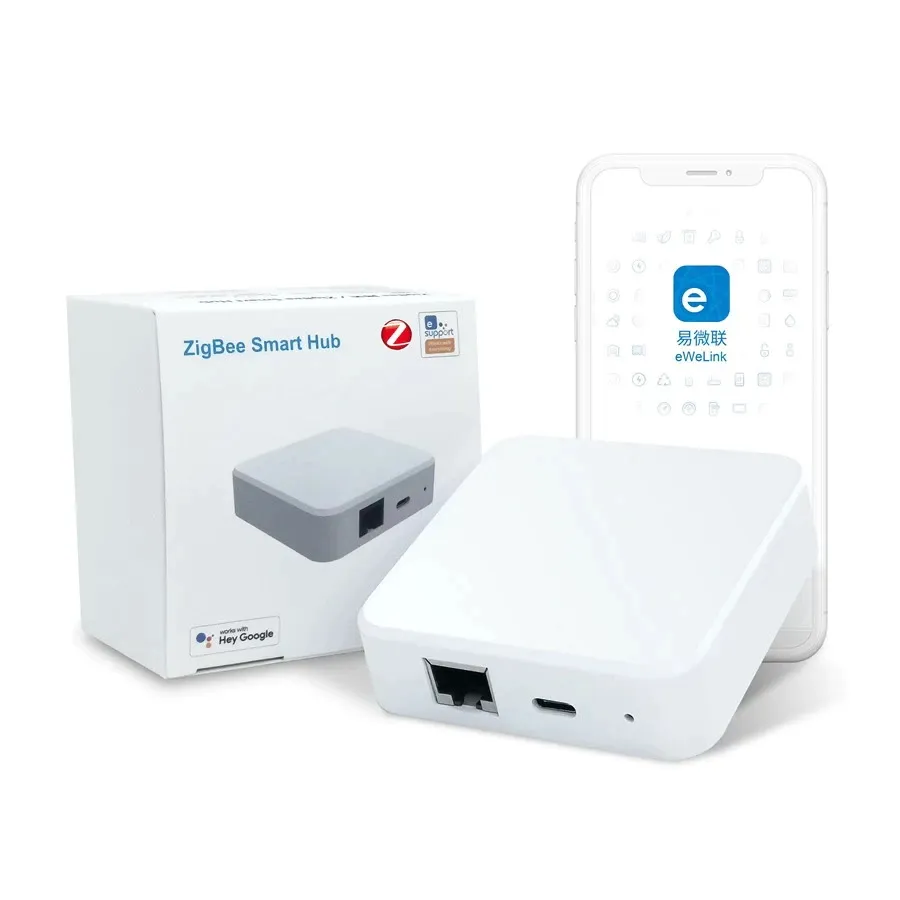 ZigBee Smart Hub
Z
e
support
works with
Hey Google
e
易微联
eWeLink